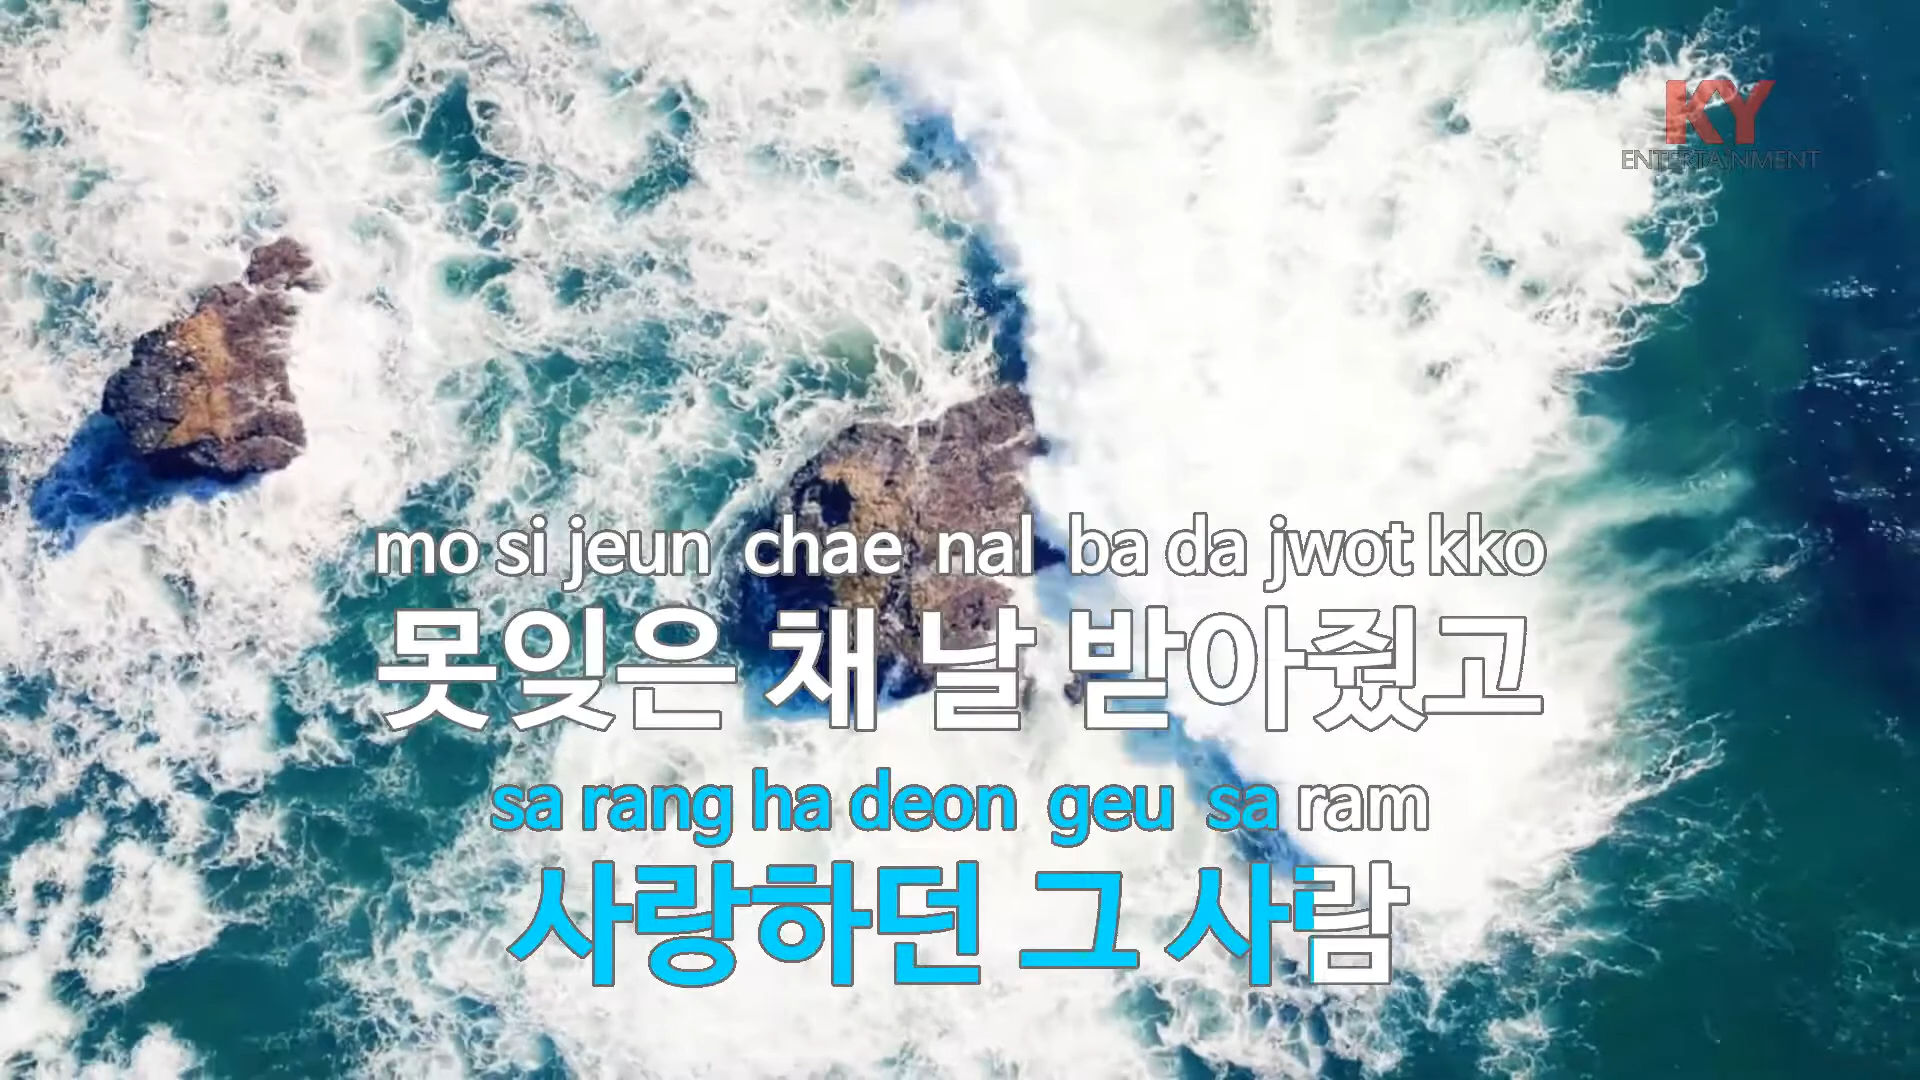 KY
ENTERTAINMENT
mo si jeun chae nal ba da jwot kko
못잊은 채 날 받아줬고
sa rang ha deon geu sa ram
사랑하던 그 사람